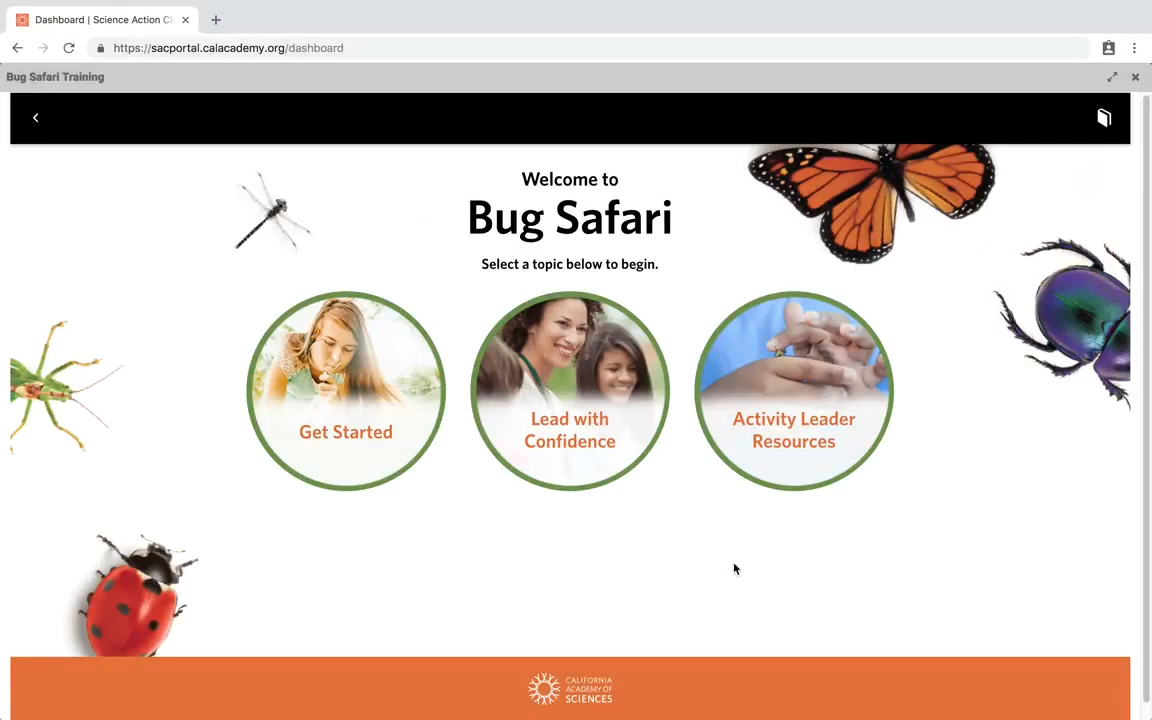 Dashboard | Science Action Cl
https://sacportal.calacademy.org/dashboard
Bug Safari Training
Welcome to
Bug Safari
Select a topic below to begin.
Get Started
Lead with
Confidence
Activity Leader
Resources
CALIFORNIA
ACADEMY OF
SCIENCES